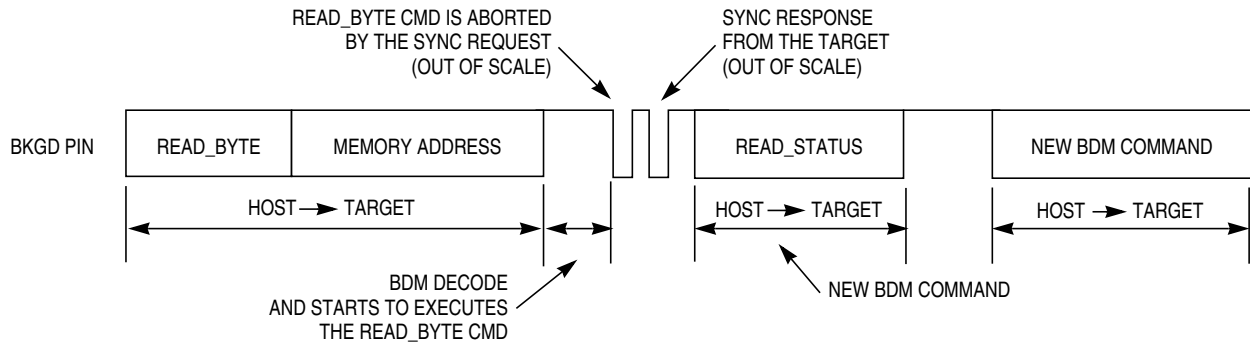 READ_BYTE CMD IS ABORTED
BY THE SYNC REQUEST
(OUT OF SCALE)
SYNC RESPONSE
FROM THE TARGET
(OUT OF SCALE)
BKGD PIN
READ_BYTE
MEMORY ADDRESS
READ_STATUS
NEW BDM COMMAND
HOST TARGET
HOST TARGET
HOST TARGET
BDM DECODE
AND STARTS TO EXECUTES
THE READ_BYTE CMD
NEW BDM COMMAND